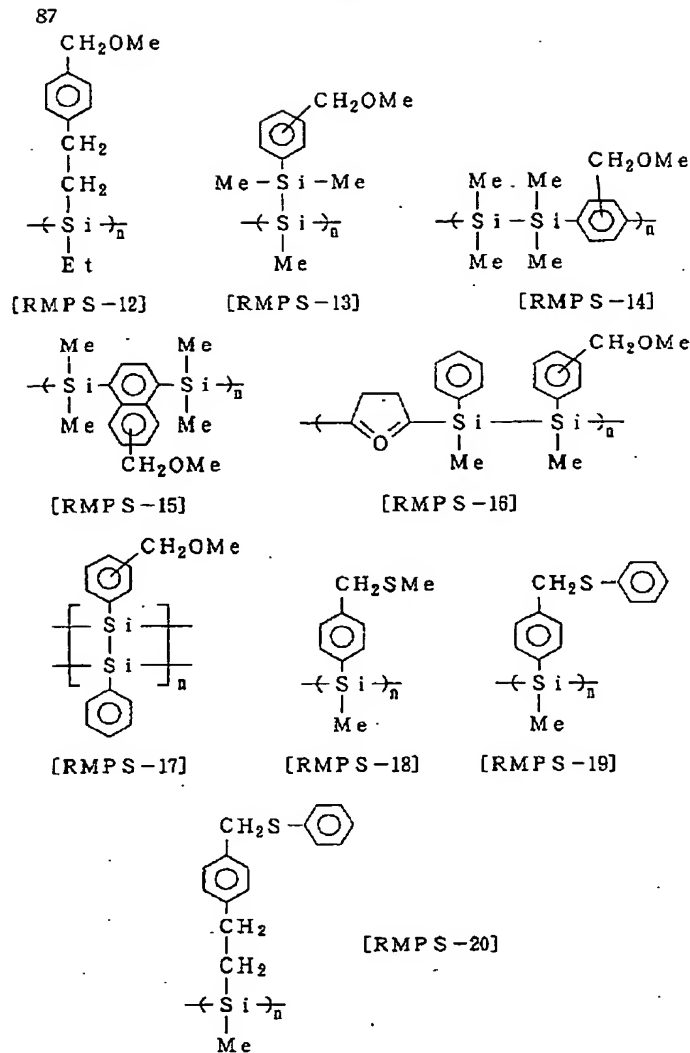 87
CH2OMe
CH2
CH2
Si n
Et
[RMPS-12]
CH2OMe
Me-Si-Me
Si n
Me
[RMPS-13]
CH2OMe
Me Me
Si-Si n
Me Me
[RMPS-14]
Me Me
Si Si n
Me Me
CH2OMe
[RMPS-15]
CH2OMe
O Si Si n
Me Me
[RMPS-16]
CH2OMe
Si
Si
n
[RMPS-17]
CH2SMe
Si n
Me
[RMPS-18]
CH2S
Si n
Me
[RMPS-19]
CH2S
CH2
CH2
Si n
Me
[RMPS-20]